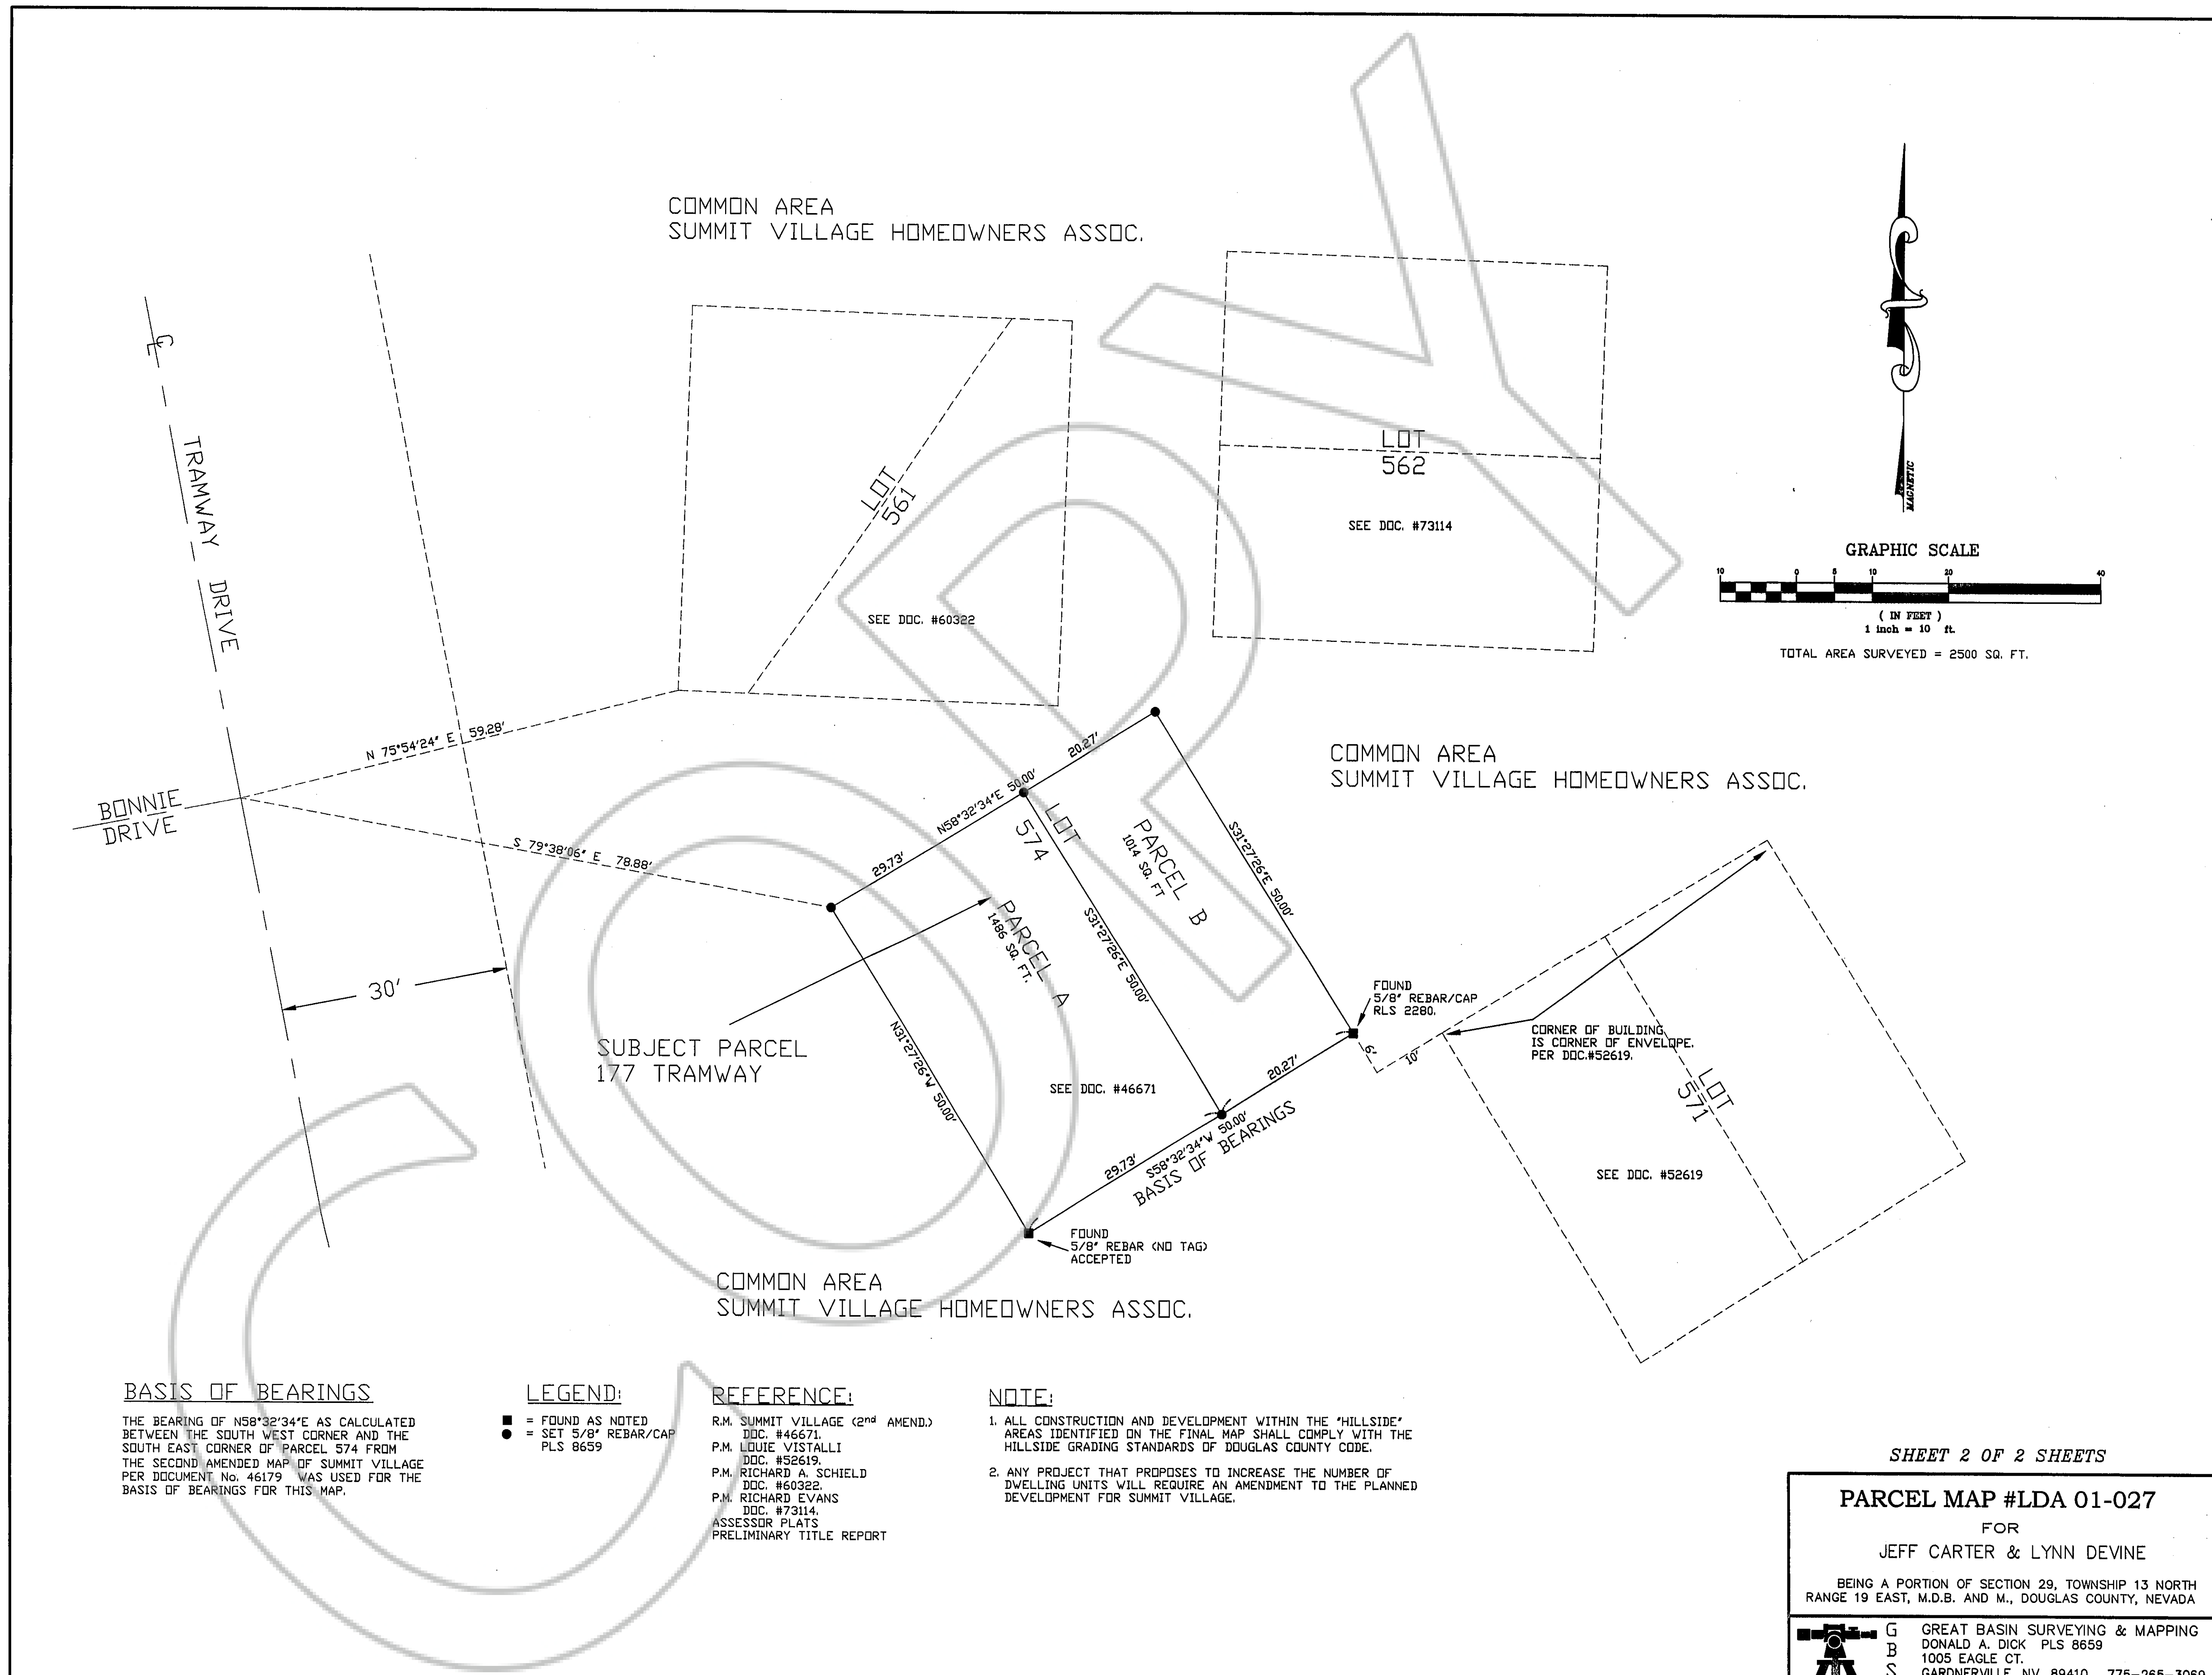 COMMON AREA
SUMMIT VILLAGE HOMEOWNERS ASSOC.
CL
TRAMWAY DRIVE
LOT
561
SEE DOC. #60322
LOT
562
SEE DOC. #73114
MAGNETIC
GRAPHIC SCALE
10 0 5 10 20 40
( IN FEET )
1 inch = 10 ft.
TOTAL AREA SURVEYED = 2500 SQ. FT.
N 75°54'24" E 59.28'
BONNIE
DRIVE
S 79°38'06" E 78.88'
30'
N58°32'34"E 50.00'
29.73'
20.27'
LOT
574
PARCEL B
1014 SQ. FT
S31°27'26"E 50.00'
COMMON AREA
SUMMIT VILLAGE HOMEOWNERS ASSOC.
PARCEL A
1486 SQ. FT.
S31°27'26"E 50.00'
N31°27'26"W 50.00'
SUBJECT PARCEL
177 TRAMWAY
SEE DOC. #46671
FOUND
5/8" REBAR/CAP
RLS 2280.
6'
10'
CORNER OF BUILDING
IS CORNER OF ENVELOPE.
PER DOC.#52619.
LOT
571
SEE DOC. #52619
20.27'
29.73'
S58°32'34"W 50.00'
BASIS OF BEARINGS
FOUND
5/8" REBAR (NO TAG)
ACCEPTED
COMMON AREA
SUMMIT VILLAGE HOMEOWNERS ASSOC.
COPY
BASIS OF BEARINGS
THE BEARING OF N58°32'34"E AS CALCULATED
BETWEEN THE SOUTH WEST CORNER AND THE
SOUTH EAST CORNER OF PARCEL 574 FROM
THE SECOND AMENDED MAP OF SUMMIT VILLAGE
PER DOCUMENT No. 46179 WAS USED FOR THE
BASIS OF BEARINGS FOR THIS MAP.
LEGEND:
= FOUND AS NOTED
= SET 5/8" REBAR/CAP
PLS 8659
REFERENCE:
R.M. SUMMIT VILLAGE (2nd AMEND.)
DOC. #46671.
P.M. LOUIE VISTALLI
DOC. #52619.
P.M. RICHARD A. SCHIELD
DOC. #60322.
P.M. RICHARD EVANS
DOC. #73114.
ASSESSOR PLATS
PRELIMINARY TITLE REPORT
NOTE:
1. ALL CONSTRUCTION AND DEVELOPMENT WITHIN THE "HILLSIDE"
AREAS IDENTIFIED ON THE FINAL MAP SHALL COMPLY WITH THE
HILLSIDE GRADING STANDARDS OF DOUGLAS COUNTY CODE.
2. ANY PROJECT THAT PROPOSES TO INCREASE THE NUMBER OF
DWELLING UNITS WILL REQUIRE AN AMENDMENT TO THE PLANNED
DEVELOPMENT FOR SUMMIT VILLAGE.
SHEET 2 OF 2 SHEETS
PARCEL MAP #LDA 01-027
FOR
JEFF CARTER & LYNN DEVINE
BEING A PORTION OF SECTION 29, TOWNSHIP 13 NORTH
RANGE 19 EAST, M.D.B. AND M., DOUGLAS COUNTY, NEVADA
G
B
S
GREAT BASIN SURVEYING & MAPPING
DONALD A. DICK PLS 8659
1005 EAGLE CT.
GARDNERVILLE, NV 89410